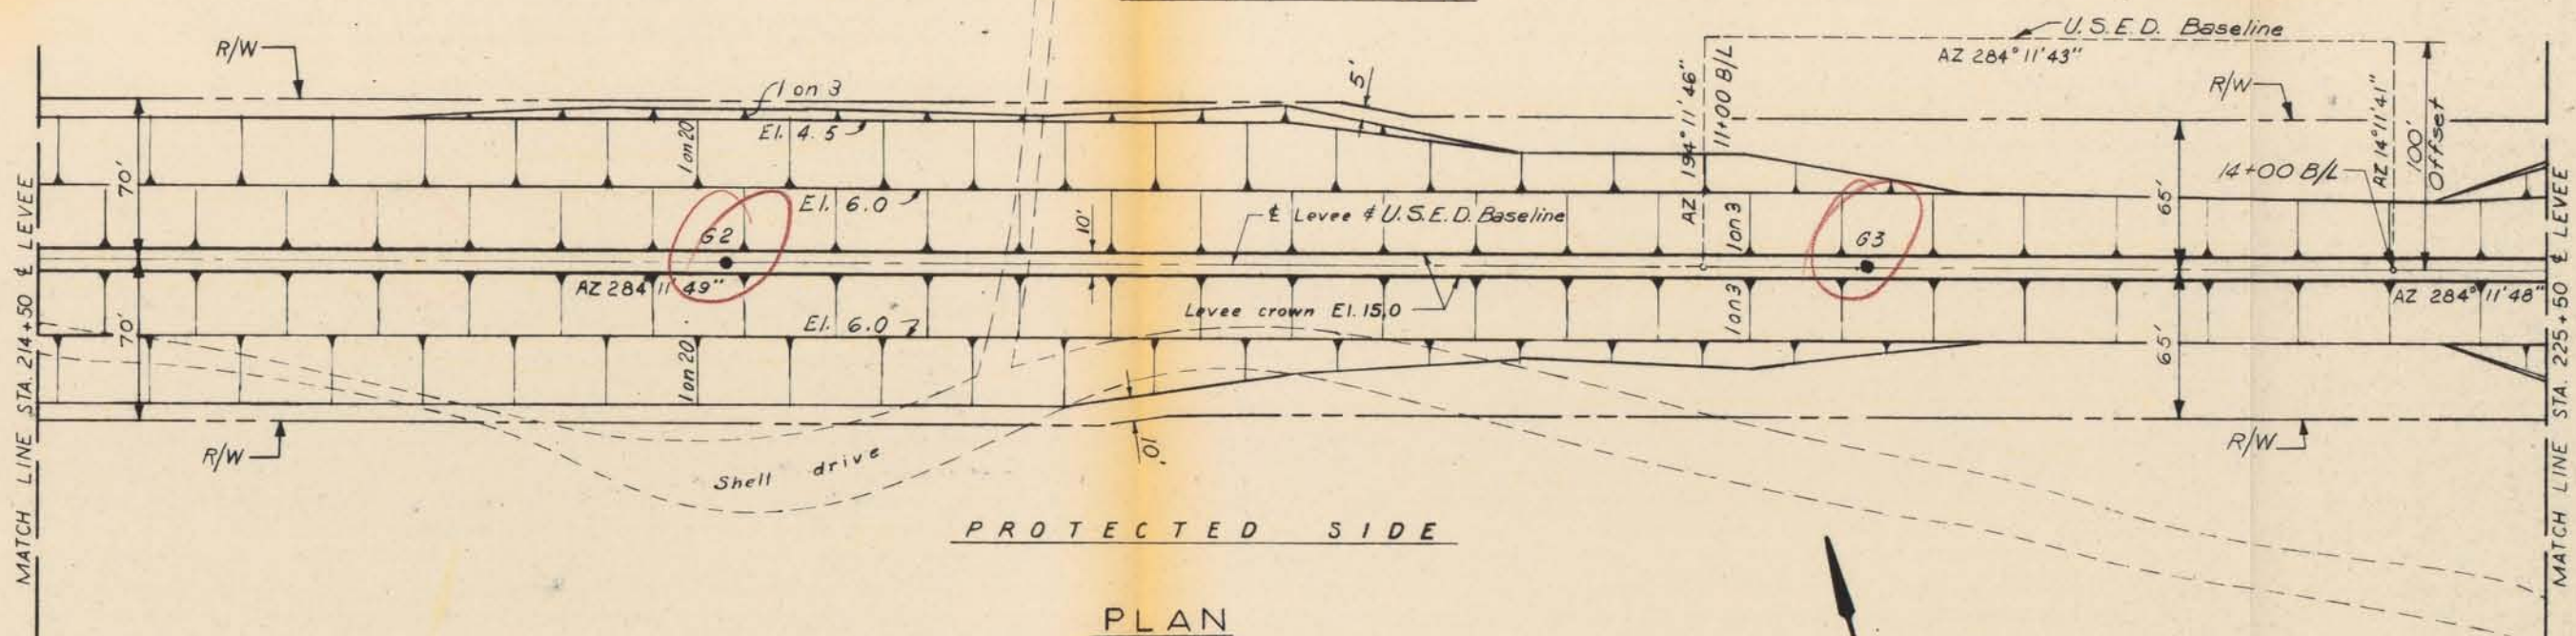 U.S.E.D. Baseline
AZ 284° 11' 43"
R/W
R/W
5'
1 on 3
El. 4.5
1 on 20
AZ 194° 11' 46"
11+00 B/L
AZ 14° 11' 41"
100'
Offset
14+00 B/L
MATCH LINE STA. 214+50 ℄ LEVEE
70'
65'
El. 6.0
℄ Levee & U.S.E.D. Baseline
10'
1 on 3
G2
G3
AZ 284° 11' 49"
AZ 284° 11' 48"
Levee crown El. 15.0
1 on 3
El. 6.0
70'
65'
1 on 20
MATCH LINE STA. 225+50 ℄ LEVEE
R/W
R/W
10'
Shell drive
PROTECTED SIDE
PLAN